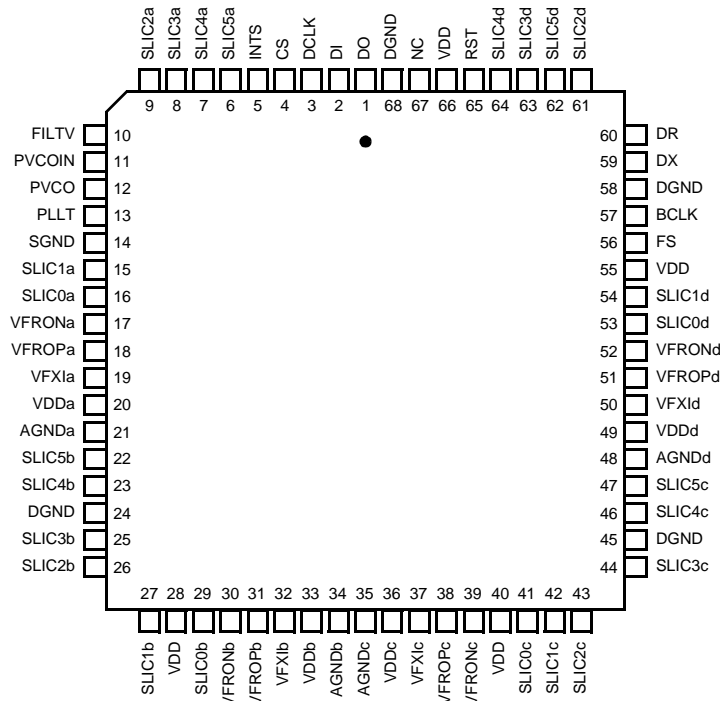 SLIC2a SLIC3a SLIC4a SLIC5a INTS CS DCLK DI DO DGND NC VDD RST SLIC4d SLIC3d SLIC5d SLIC2d
9 8 7 6 5 4 3 2 1 68 67 66 65 64 63 62 61
FILTV 10 60 DR
PVCOIN 11 59 DX
PVCO 12 58 DGND
PLLT 13 57 BCLK
SGND 14 56 FS
SLIC1a 15 55 VDD
SLIC0a 16 54 SLIC1d
VFRONa 17 53 SLIC0d
VFROPa 18 52 VFRONd
VFXIa 19 51 VFROPd
VDDa 20 50 VFXId
AGNDa 21 49 VDDd
SLIC5b 22 48 AGNDd
SLIC4b 23 47 SLIC5c
DGND 24 46 SLIC4c
SLIC3b 25 45 DGND
SLIC2b 26 44 SLIC3c
27 28 29 30 31 32 33 34 35 36 37 38 39 40 41 42 43
SLIC1b VDD SLIC0b VFRONb VFROPb VFXIb VDDb AGNDb AGNDc VDDc VFXIc VFROPc VFRONc VDD SLIC0c SLIC1c SLIC2c